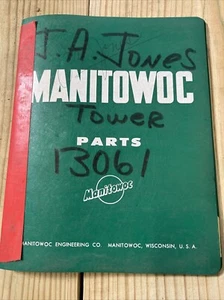 J.A. Jones
MANITOWOC
Tower
PARTS
13061
Manitowoc
MANITOWOC ENGINEERING CO. MANITOWOC, WISCONSIN, U. S. A.